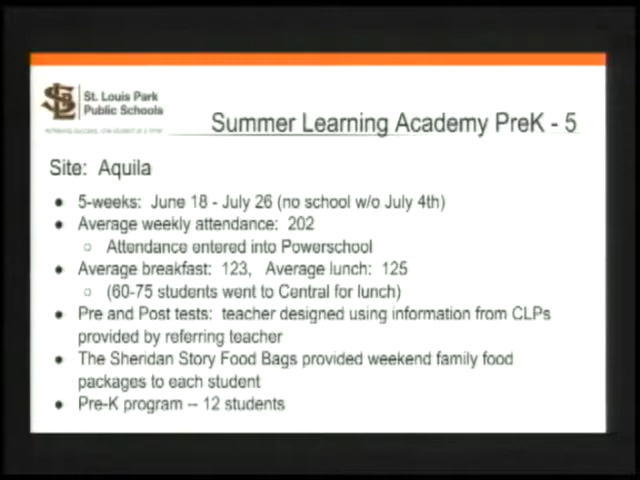 St. Louis Park
Public Schools
Summer Learning Academy PreK - 5
Site: Aquila
• 5-weeks: June 18 - July 26 (no school w/o July 4th)
• Average weekly attendance: 202
○ Attendance entered into Powerschool
• Average breakfast: 123, Average lunch: 125
○ (60-75 students went to Central for lunch)
• Pre and Post tests: teacher designed using information from CLPs
provided by referring teacher
• The Sheridan Story Food Bags provided weekend family food
packages to each student
• Pre-K program -- 12 students